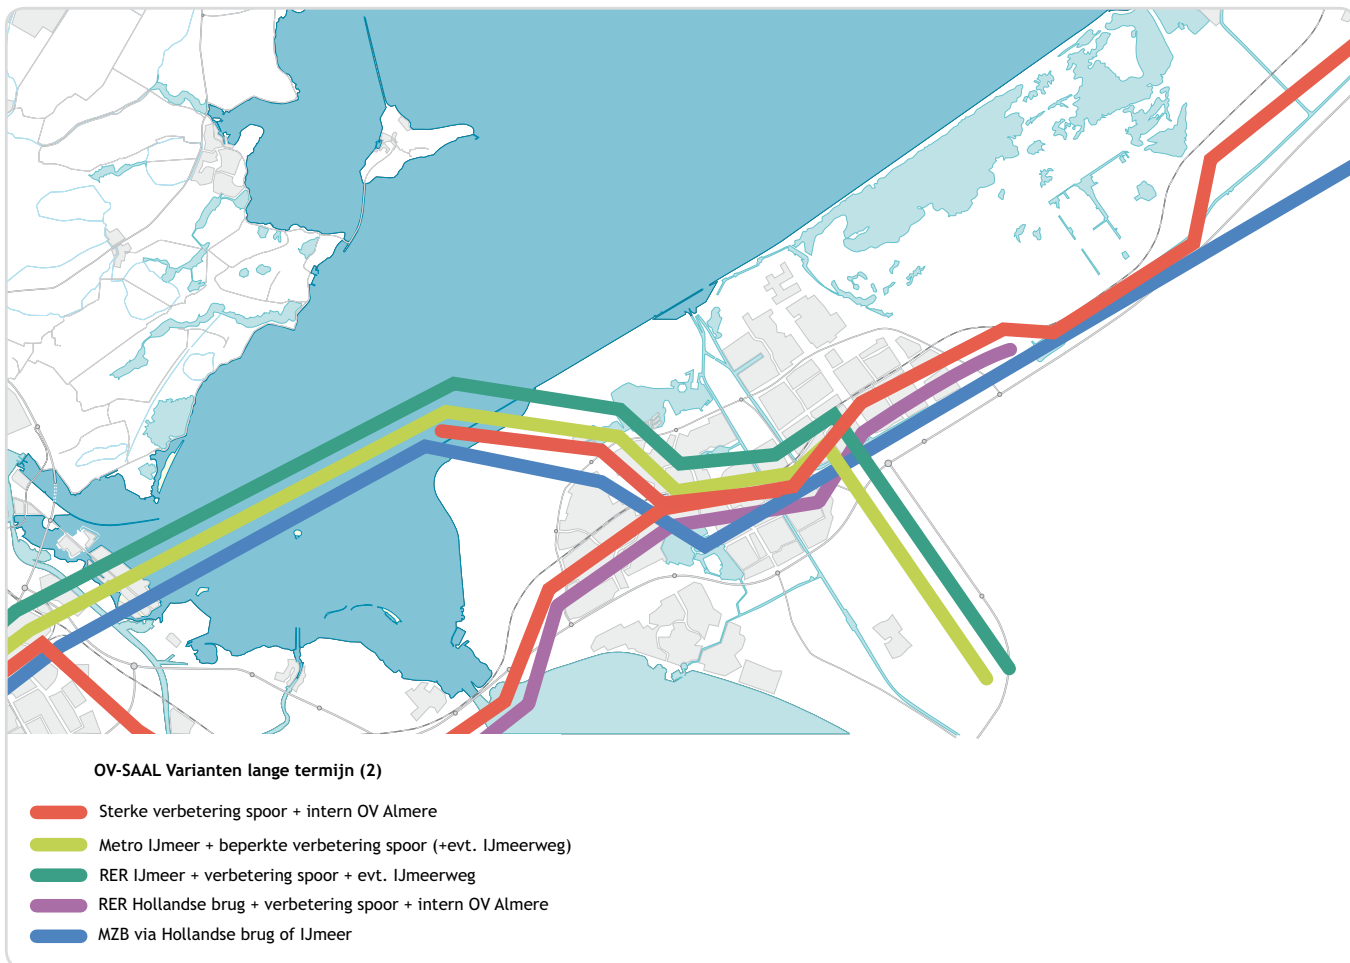 OV-SAAL Varianten lange termijn (2)
Sterke verbetering spoor + intern OV Almere
Metro IJmeer + beperkte verbetering spoor (+evt. IJmeerweg)
RER IJmeer + verbetering spoor + evt. IJmeerweg
RER Hollandse brug + verbetering spoor + intern OV Almere
MZB via Hollandse brug of IJmeer